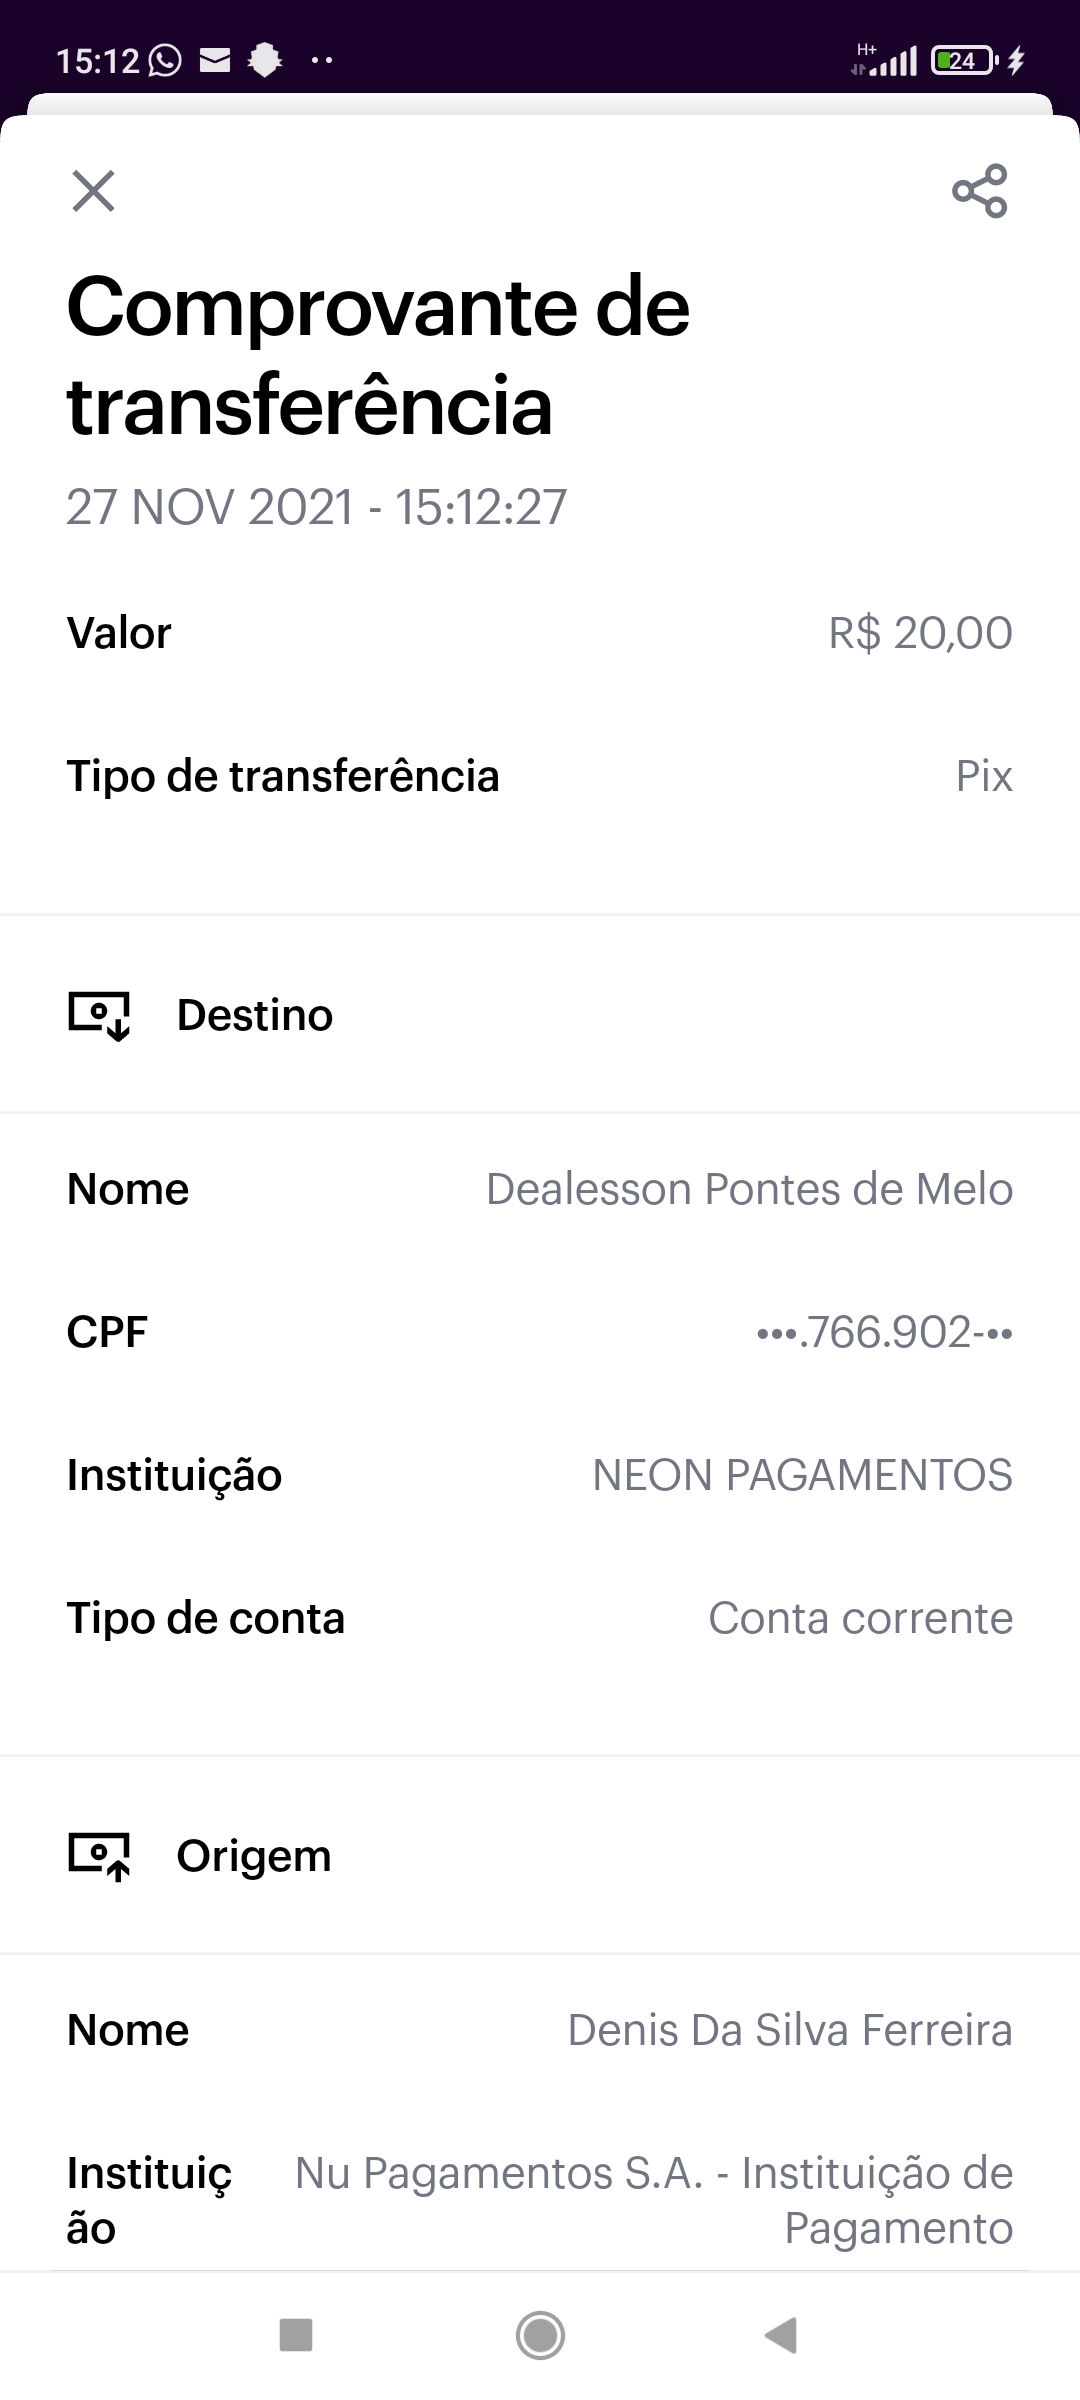 15:12
H+
24
Comprovante de
transferência
27 NOV 2021 - 15:12:27
Valor R$ 20,00
Tipo de transferência Pix
Destino
Nome Dealesson Pontes de Melo
CPF •••.766.902-••
Instituição NEON PAGAMENTOS
Tipo de conta Conta corrente
Origem
Nome Denis Da Silva Ferreira
Instituiç Nu Pagamentos S.A. - Instituição de
ão Pagamento